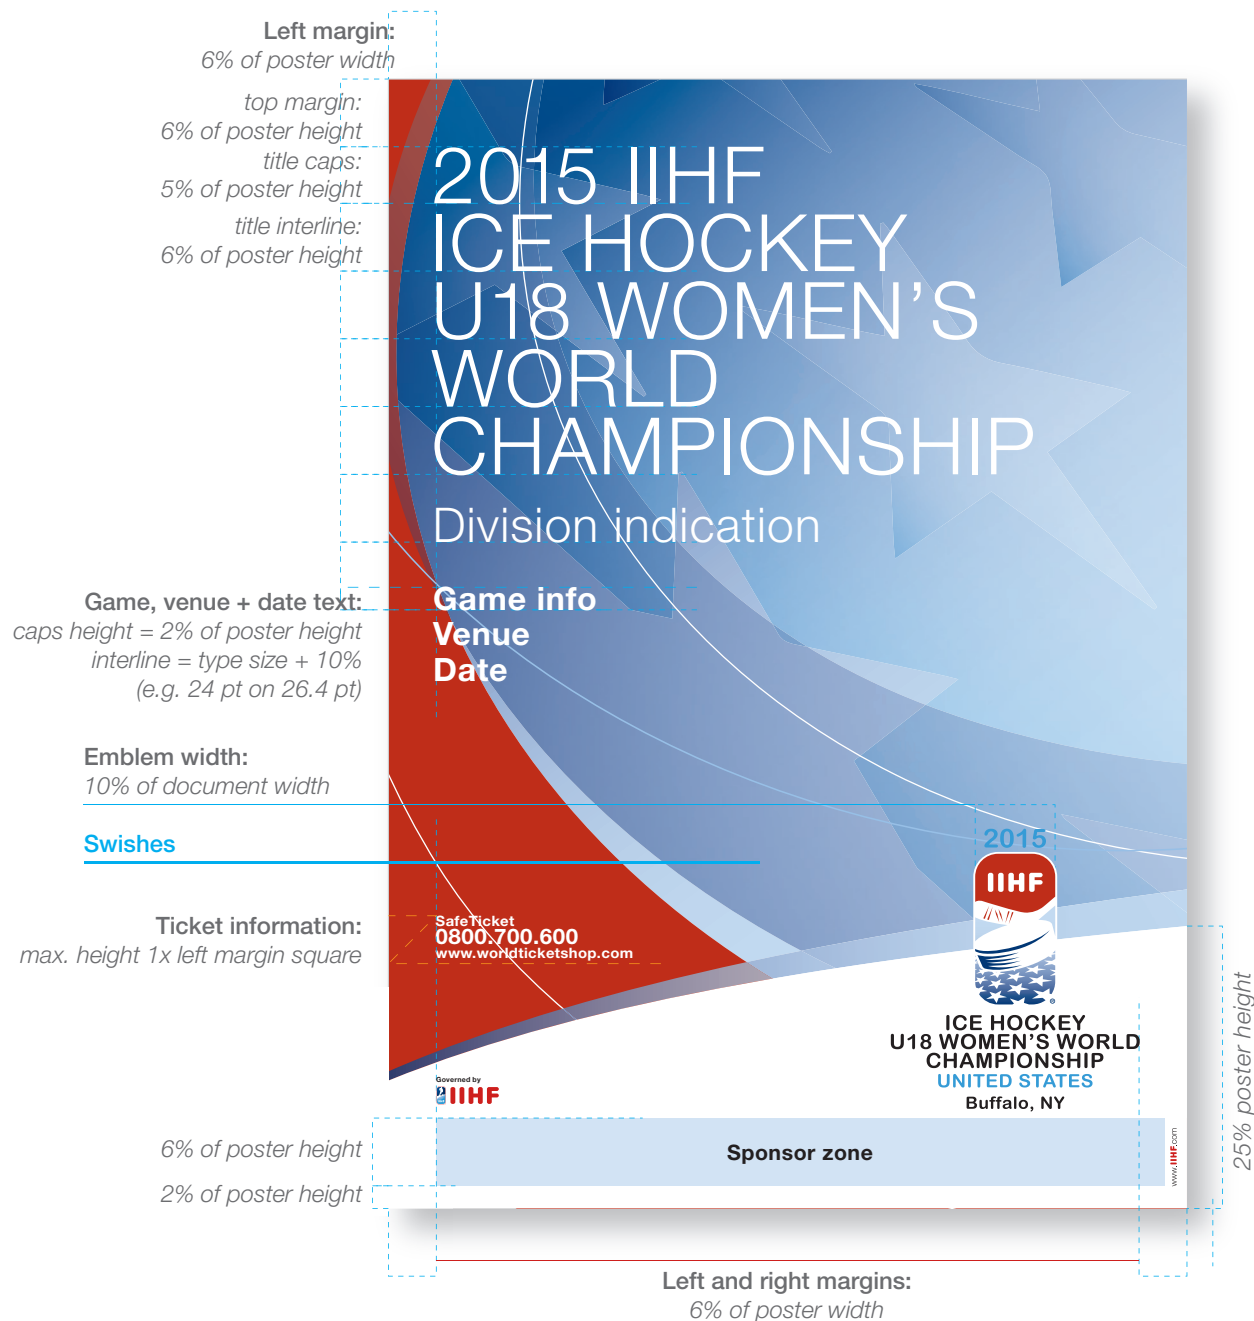 Left margin:
6% of poster width
top margin:
6% of poster height
title caps:
5% of poster height
title interline:
6% of poster height
2015 IIHF
ICE HOCKEY
U18 WOMEN’S
WORLD
CHAMPIONSHIP
Division indication
Game, venue + date text:
caps height = 2% of poster height
interline = type size + 10%
(e.g. 24 pt on 26.4 pt)
Game info
Venue
Date
Emblem width:
10% of document width
Swishes
2015
IIHF
®
ICE HOCKEY
U18 WOMEN’S WORLD
CHAMPIONSHIP
UNITED STATES
Buffalo, NY
Ticket information:
max. height 1x left margin square
SafeTicket
0800.700.600
www.worldticketshop.com
25% poster height
Governed by
IIHF
6% of poster height
2% of poster height
Sponsor zone
www.IIHF.com
Left and right margins:
6% of poster width